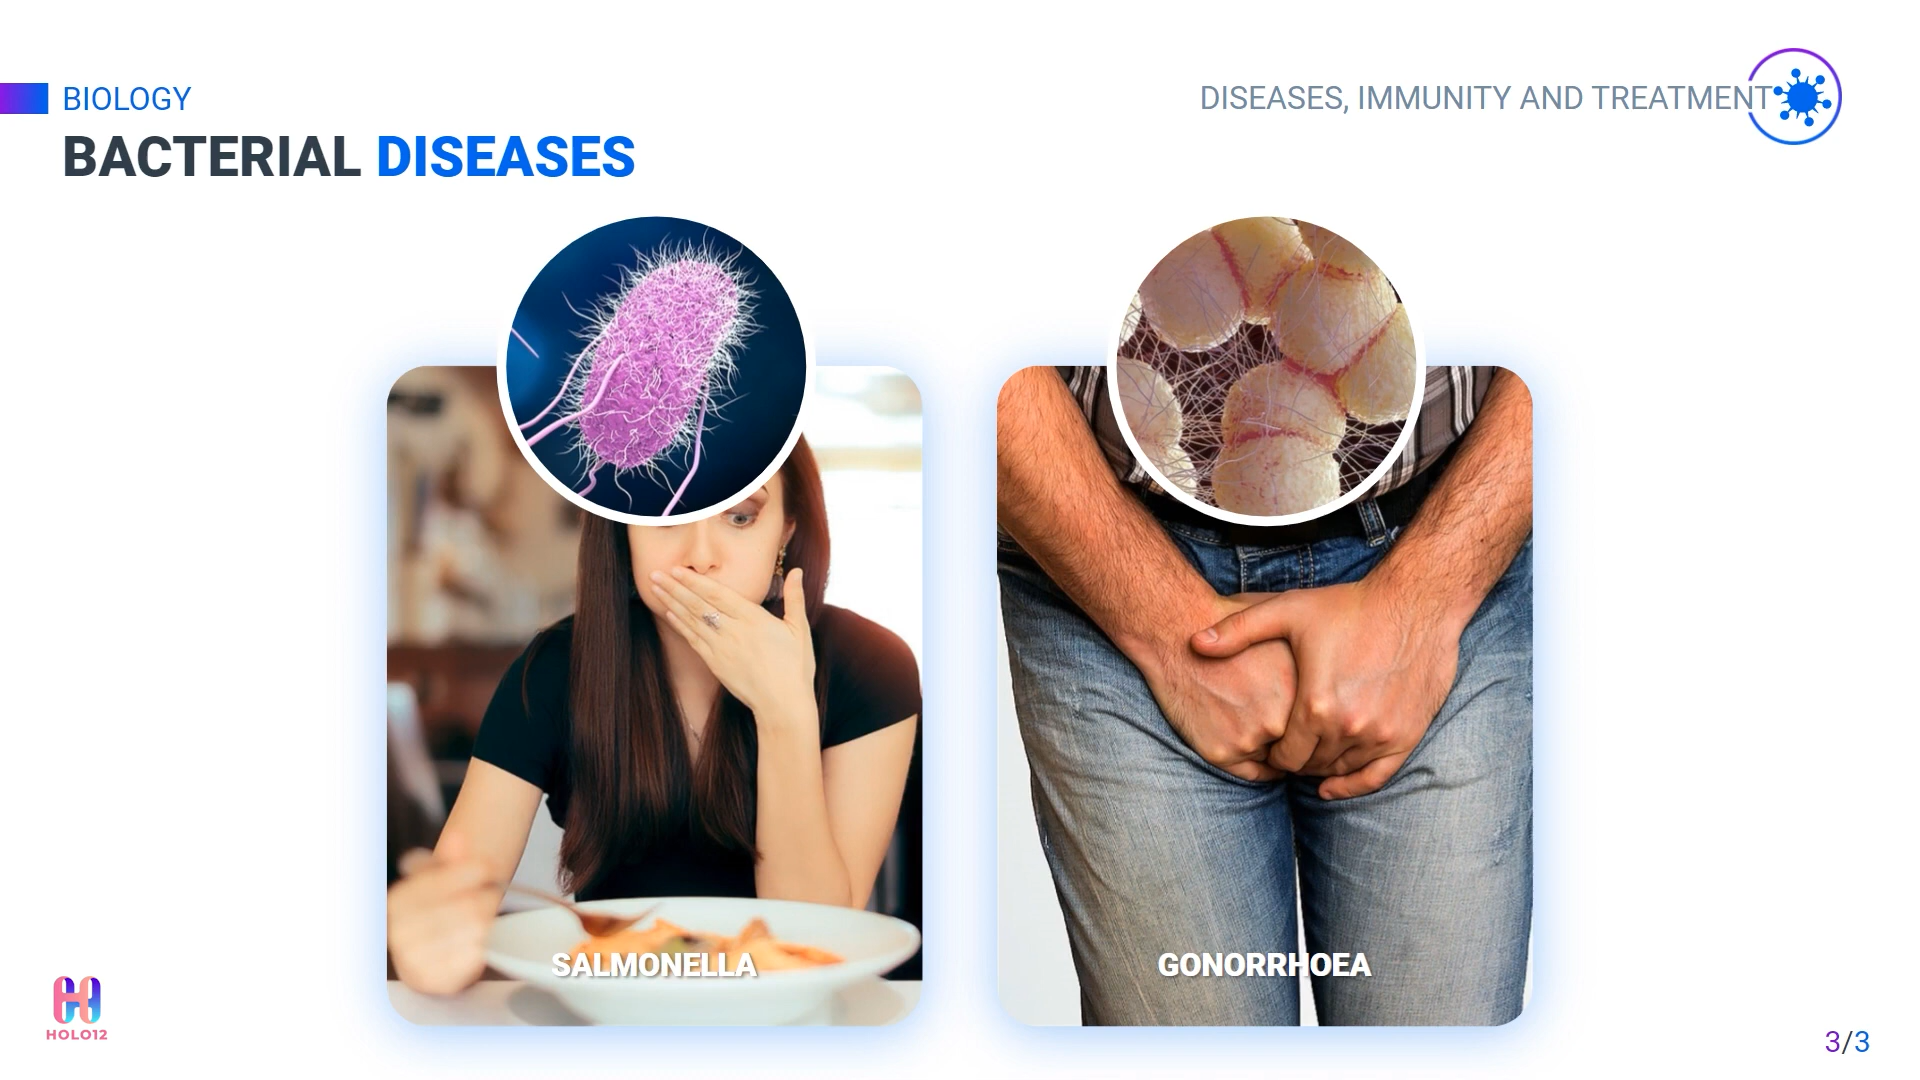 BIOLOGY
DISEASES, IMMUNITY AND TREATMENT
BACTERIAL DISEASES
SALMONELLA
GONORRHOEA
HOLO12
3/3